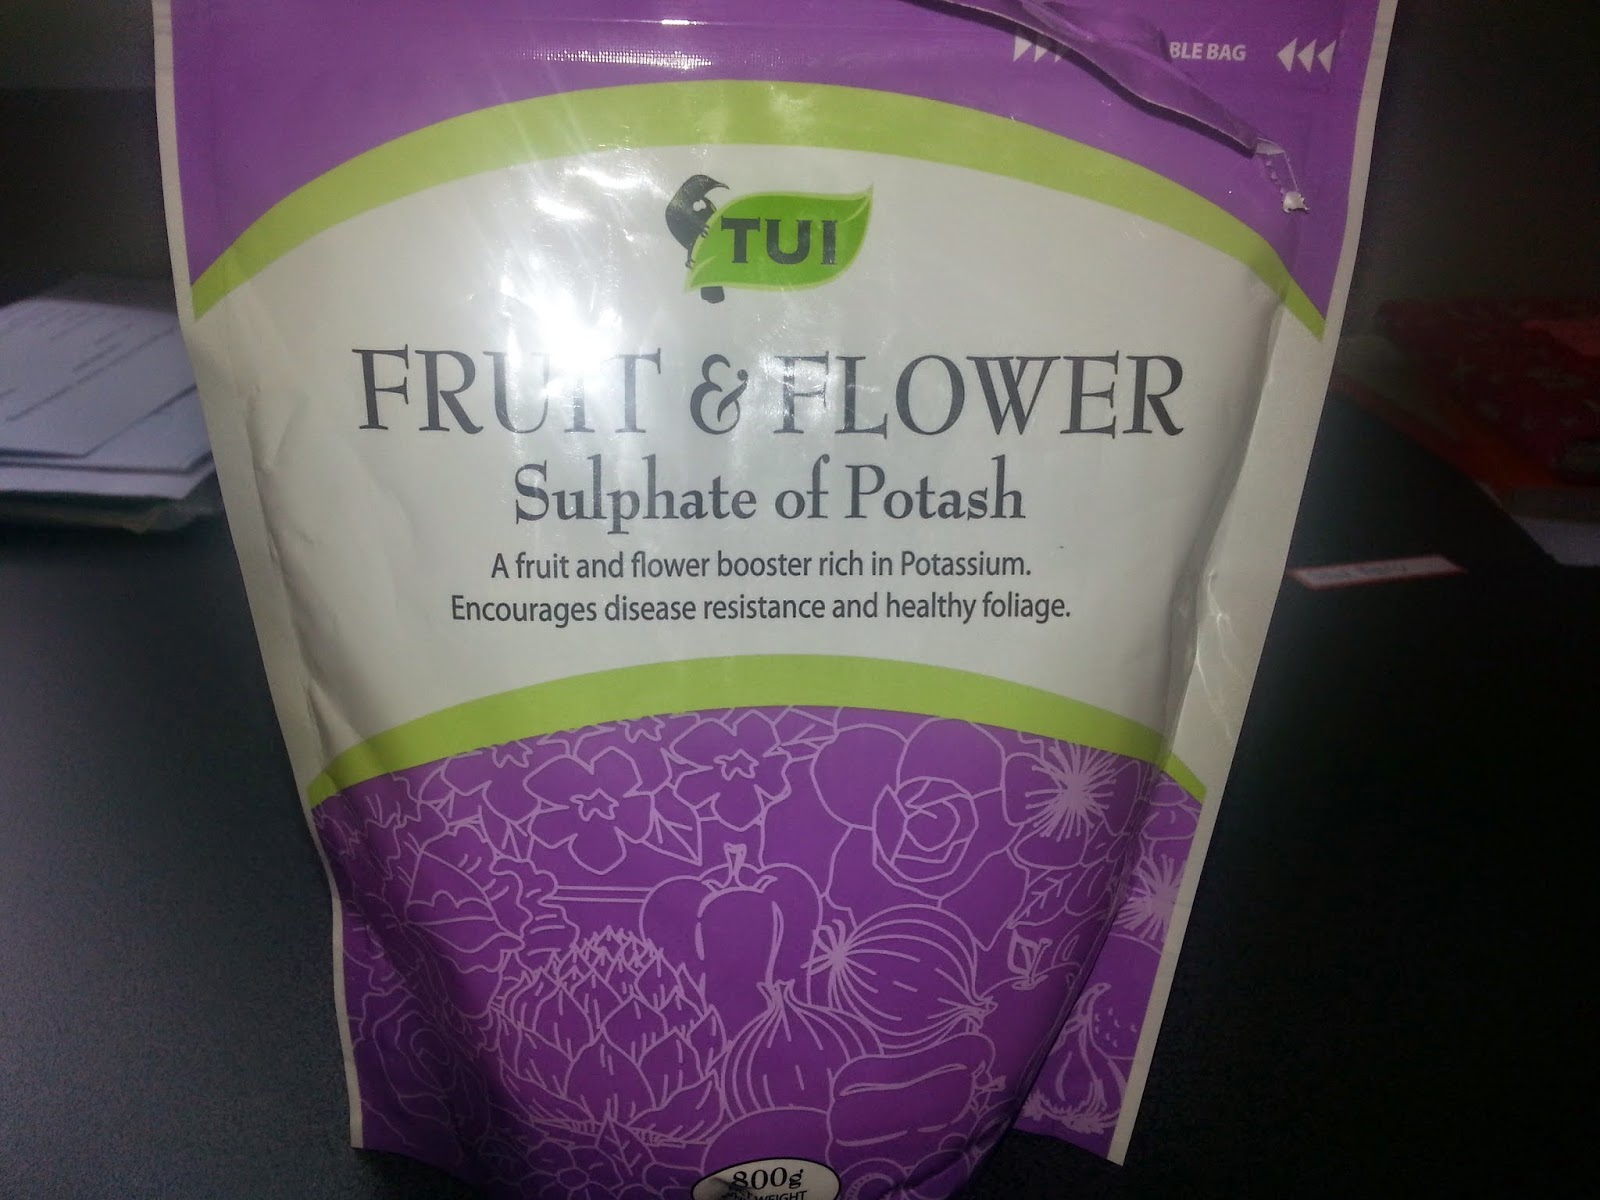 BLE BAG
TUI
FRUIT & FLOWER
Sulphate of Potash
A fruit and flower booster rich in Potassium.
Encourages disease resistance and healthy foliage.
800g
WEIGHT